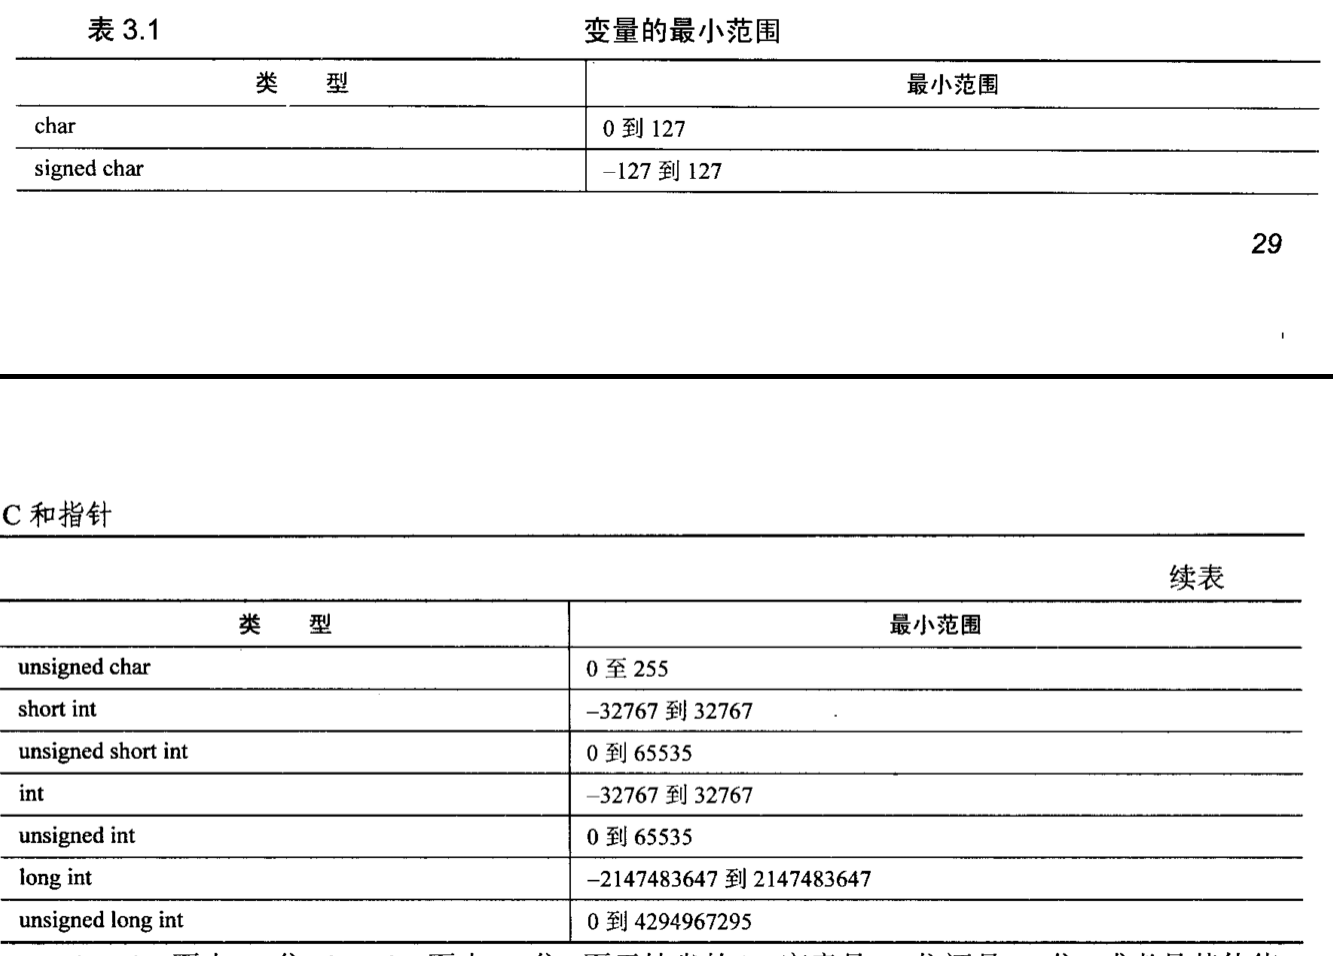 表 3.1 变量的最小范围
类 型 最小范围
char 0 到 127
signed char –127 到 127
29
C 和指针
续表
类 型 最小范围
unsigned char 0 至 255
short int –32767 到 32767
unsigned short int 0 到 65535
int –32767 到 32767
unsigned int 0 到 65535
long int –2147483647 到 2147483647
unsigned long int 0 到 4294967295